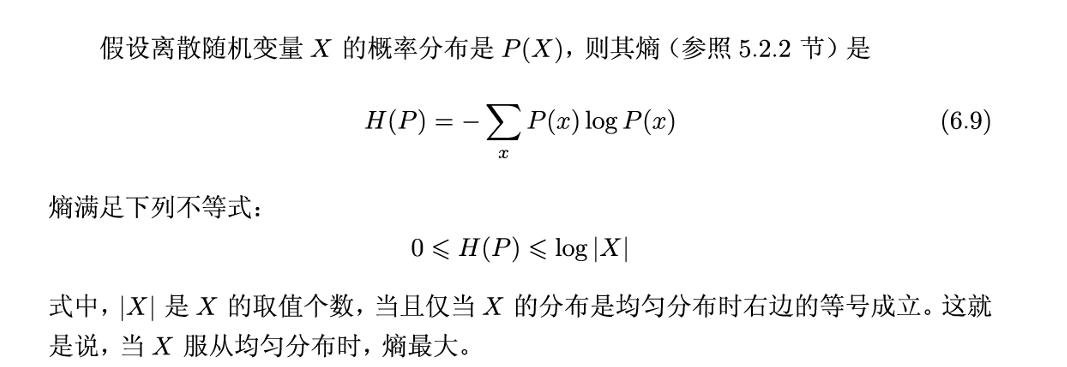 假设离散随机变量 X 的概率分布是 P(X)，则其熵（参照 5.2.2 节）是
H(P) = − ∑_x P(x) log P(x) (6.9)
熵满足下列不等式：
0 ⩽ H(P) ⩽ log |X|
式中，|X| 是 X 的取值个数，当且仅当 X 的分布是均匀分布时右边的等号成立。这就
是说，当 X 服从均匀分布时，熵最大。